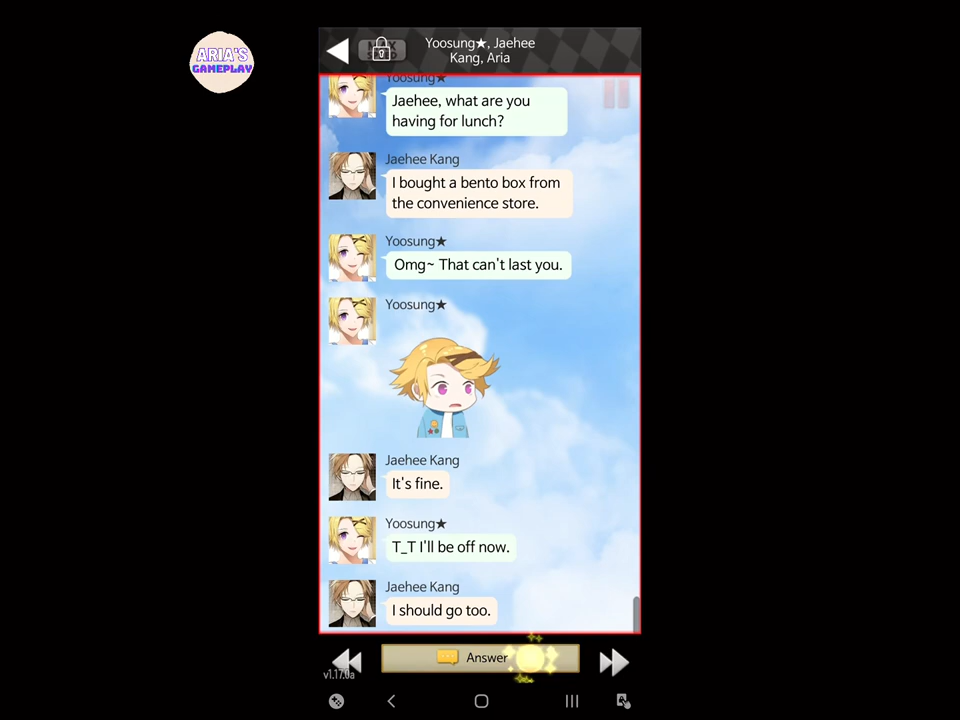 ARIA'S
GAMEPLAY
Yoosung★, Jaehee
Kang, Aria
Yoosung★
Jaehee, what are you
having for lunch?
Jaehee Kang
I bought a bento box from
the convenience store.
Yoosung★
Omg~ That can't last you.
Yoosung★
Jaehee Kang
It's fine.
Yoosung★
T_T I'll be off now.
Jaehee Kang
I should go too.
Answer
v1.17.0a